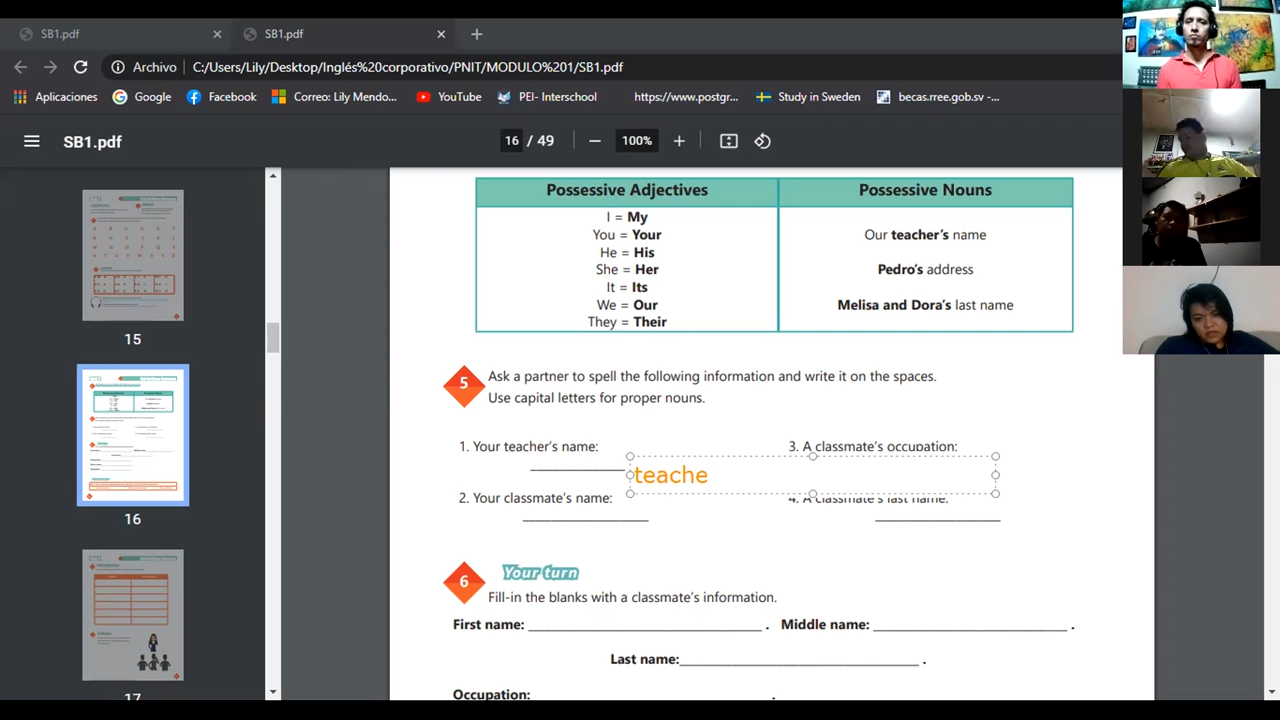 SB1.pdf
SB1.pdf
Archivo C:/Users/Lily/Desktop/Inglés%20corporativo/PNIT/MODULO%201/SB1.pdf
Aplicaciones Google Facebook Correo: Lily Mendo... YouTube PEI- Interschool https://www.postgr... Study in Sweden becas.rree.gob.sv -...
SB1.pdf 16 / 49 100%
15
16
17
Possessive Adjectives Possessive Nouns
I = My
You = Your Our teacher's name
He = His
She = Her Pedro's address
It = Its
We = Our Melisa and Dora's last name
They = Their
5 Ask a partner to spell the following information and write it on the spaces.
Use capital letters for proper nouns.
1. Your teacher's name: 3. A classmate's occupation:
teache
2. Your classmate's name: 4. A classmate's last name:
6 Your turn
Fill-in the blanks with a classmate's information.
First name: . Middle name: .
Last name: .
Occupation: .